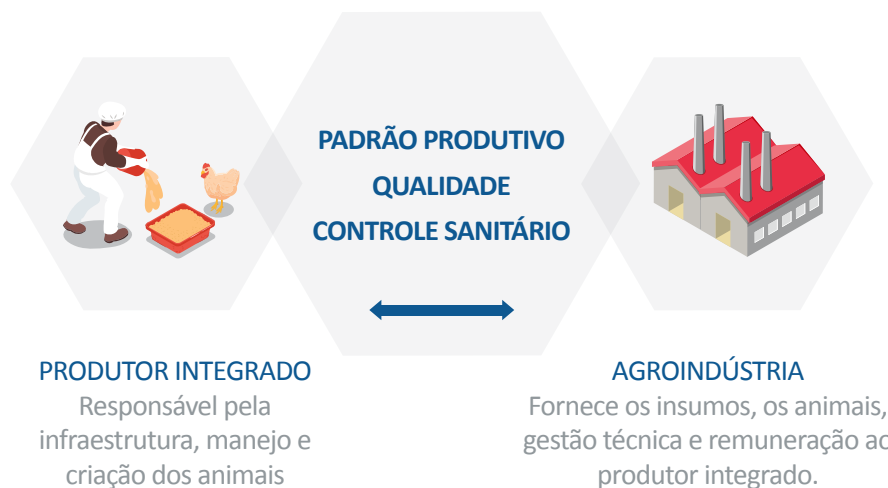 PADRÃO PRODUTIVO
QUALIDADE
CONTROLE SANITÁRIO
PRODUTOR INTEGRADO
Responsável pela
infraestrutura, manejo e
criação dos animais
AGROINDÚSTRIA
Fornece os insumos, os animais,
gestão técnica e remuneração ao
produtor integrado.